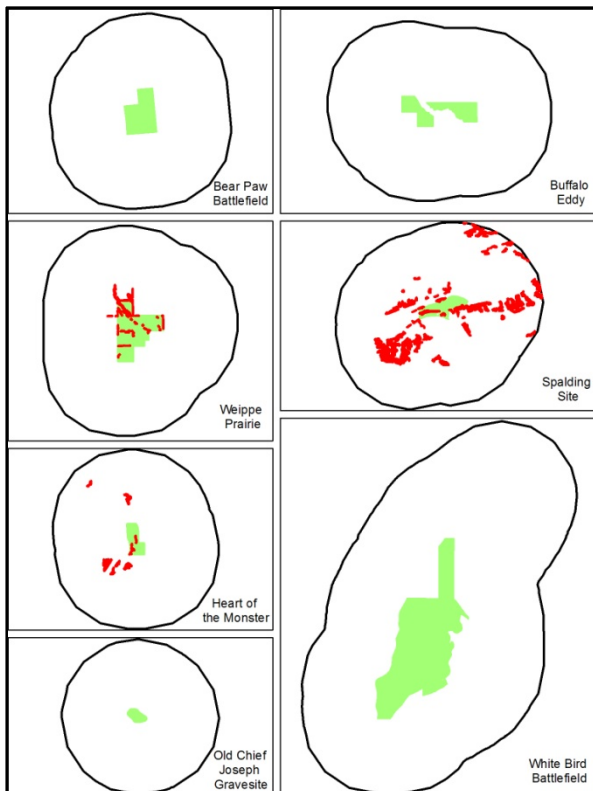 Bear Paw
Battlefield
Buffalo
Eddy
Weippe
Prairie
Spalding
Site
Heart of
the Monster
Old Chief
Joseph
Gravesite
White Bird
Battlefield